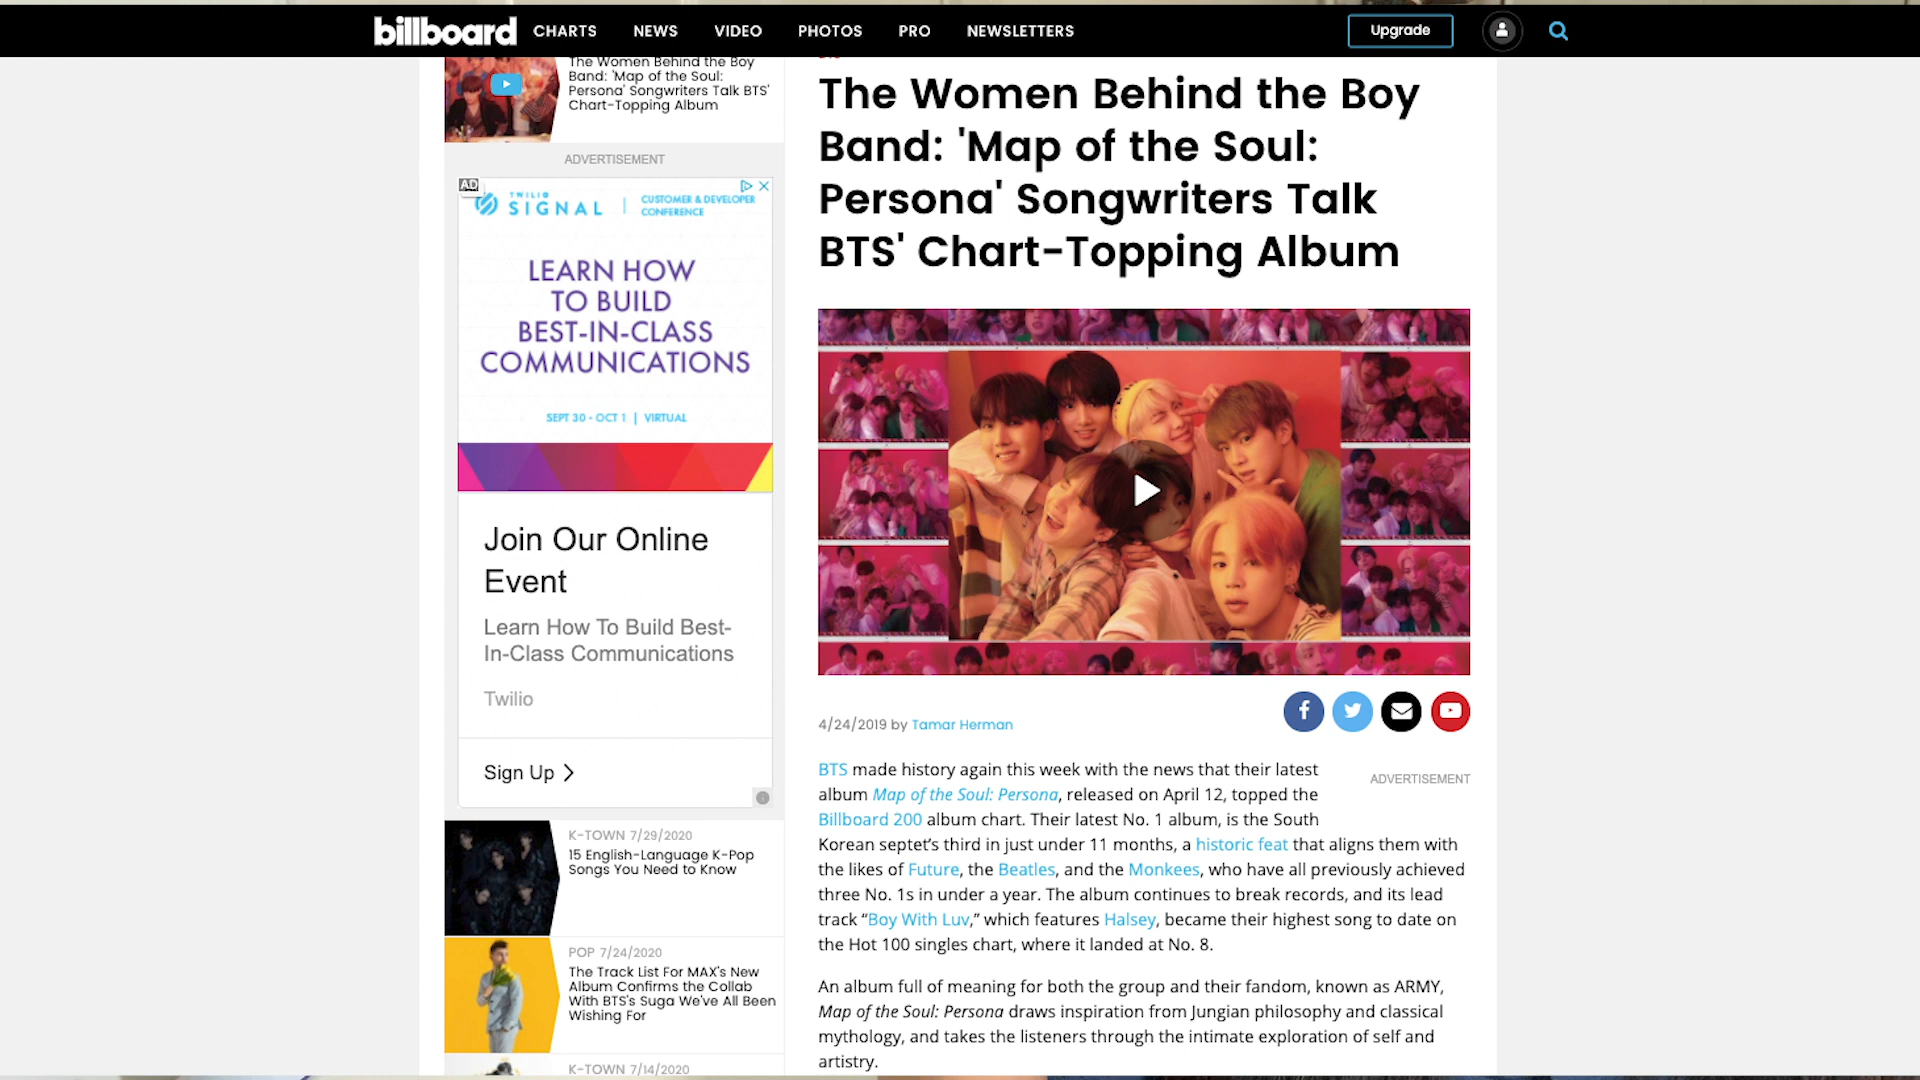 billboard
CHARTS
NEWS
VIDEO
PHOTOS
PRO
NEWSLETTERS
Upgrade
The Women Behind the Boy
Band: 'Map of the Soul:
Persona' Songwriters Talk BTS'
Chart-Topping Album
ADVERTISEMENT
AD
TWILIO
SIGNAL
CUSTOMER & DEVELOPER
CONFERENCE
LEARN HOW
TO BUILD
BEST-IN-CLASS
COMMUNICATIONS
SEPT 30 - OCT 1 | VIRTUAL
Join Our Online
Event
Learn How To Build Best-
In-Class Communications
Twilio
Sign Up
K-TOWN 7/29/2020
15 English-Language K-Pop
Songs You Need to Know
POP 7/24/2020
The Track List For MAX's New
Album Confirms the Collab
With BTS's Suga We've All Been
Wishing For
K-TOWN 7/14/2020
The Women Behind the Boy
Band: 'Map of the Soul:
Persona' Songwriters Talk
BTS' Chart-Topping Album
4/24/2019 by Tamar Herman
BTS made history again this week with the news that their latest
album Map of the Soul: Persona, released on April 12, topped the
Billboard 200 album chart. Their latest No. 1 album, is the South
Korean septet’s third in just under 11 months, a historic feat that aligns them with
the likes of Future, the Beatles, and the Monkees, who have all previously achieved
three No. 1s in under a year. The album continues to break records, and its lead
track “Boy With Luv,” which features Halsey, became their highest song to date on
the Hot 100 singles chart, where it landed at No. 8.
ADVERTISEMENT
An album full of meaning for both the group and their fandom, known as ARMY,
Map of the Soul: Persona draws inspiration from Jungian philosophy and classical
mythology, and takes the listeners through the intimate exploration of self and
artistry.